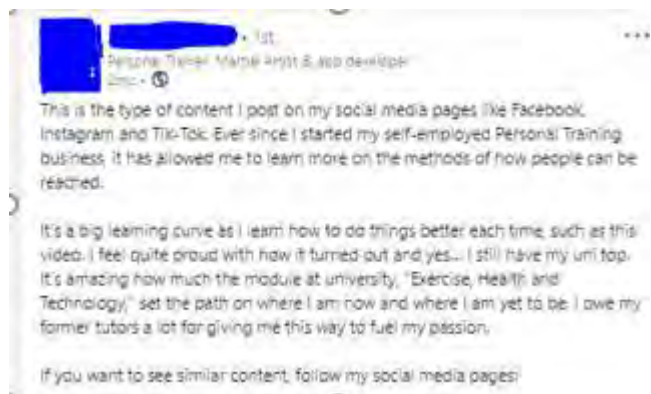 1st
Personal Trainer, Martial Artist & app developer
2mo •
This is the type of content I post on my social media pages like Facebook,
Instagram and Tik-Tok. Ever since I started my self-employed Personal Training
business, it has allowed me to learn more on the methods of how people can be
reached.
It's a big learning curve as I learn how to do things better each time, such as this
video. I feel quite proud with how it turned out and yes... I still have my uni top.
It's amazing how much the module at university, "Exercise, Health and
Technology," set the path on where I am now and where I am yet to be. I owe my
former tutors a lot for giving me this way to fuel my passion.
If you want to see similar content, follow my social media pages!